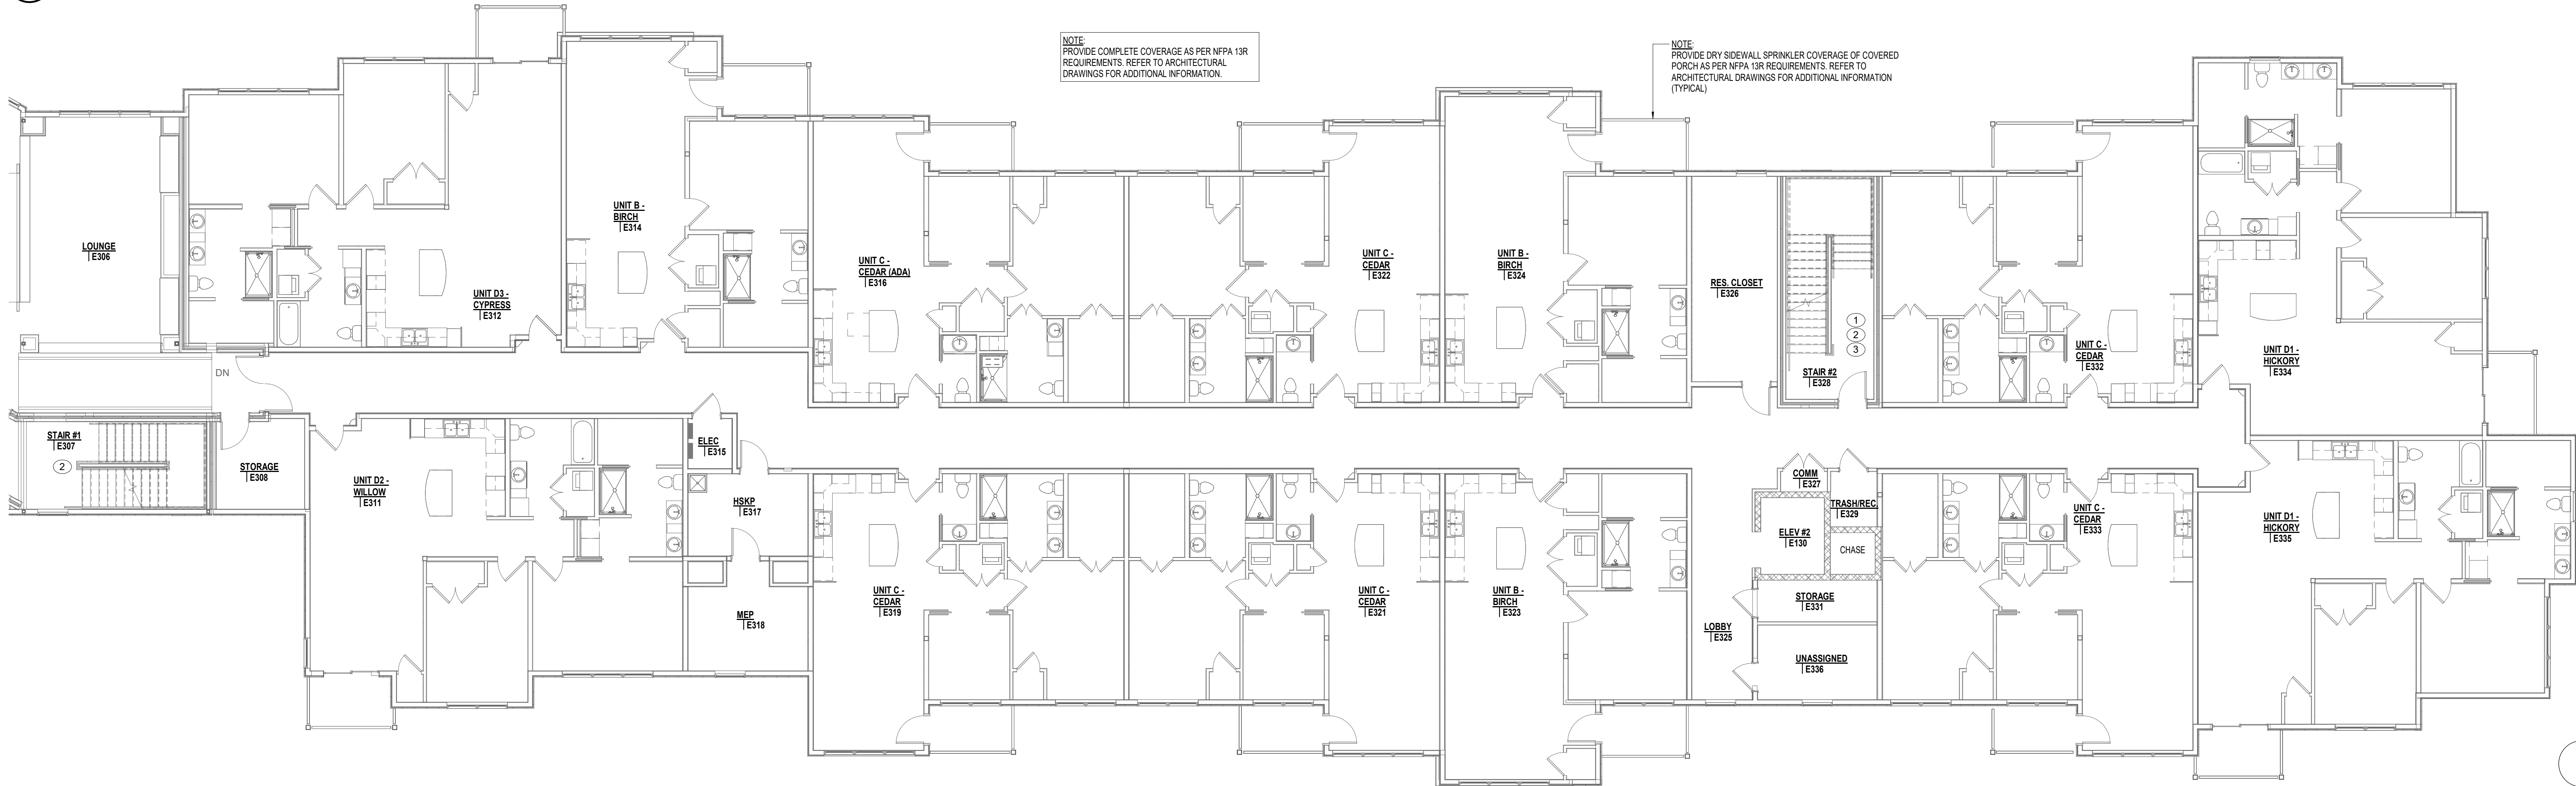 NOTE:
PROVIDE COMPLETE COVERAGE AS PER NFPA 13R
REQUIREMENTS. REFER TO ARCHITECTURAL
DRAWINGS FOR ADDITIONAL INFORMATION.
NOTE:
PROVIDE DRY SIDEWALL SPRINKLER COVERAGE OF COVERED
PORCH AS PER NFPA 13R REQUIREMENTS. REFER TO
ARCHITECTURAL DRAWINGS FOR ADDITIONAL INFORMATION
(TYPICAL)
LOUNGE
E306
UNIT D3 -
CYPRESS
E312
UNIT B -
BIRCH
E314
UNIT C -
CEDAR (ADA)
E316
UNIT C -
CEDAR
E322
UNIT B -
BIRCH
E324
RES. CLOSET
E326
1
2
3
STAIR #2
E328
UNIT C -
CEDAR
E332
UNIT D1 -
HICKORY
E334
DN
STAIR #1
E307
2
STORAGE
E308
UNIT D2 -
WILLOW
E311
ELEC
E315
HSKP
E317
MEP
E318
UNIT C -
CEDAR
E319
UNIT C -
CEDAR
E321
UNIT B -
BIRCH
E323
LOBBY
E325
COMM
E327
TRASH/REC.
E329
ELEV #2
E130
CHASE
STORAGE
E331
UNASSIGNED
E336
UNIT C -
CEDAR
E333
UNIT D1 -
HICKORY
E335